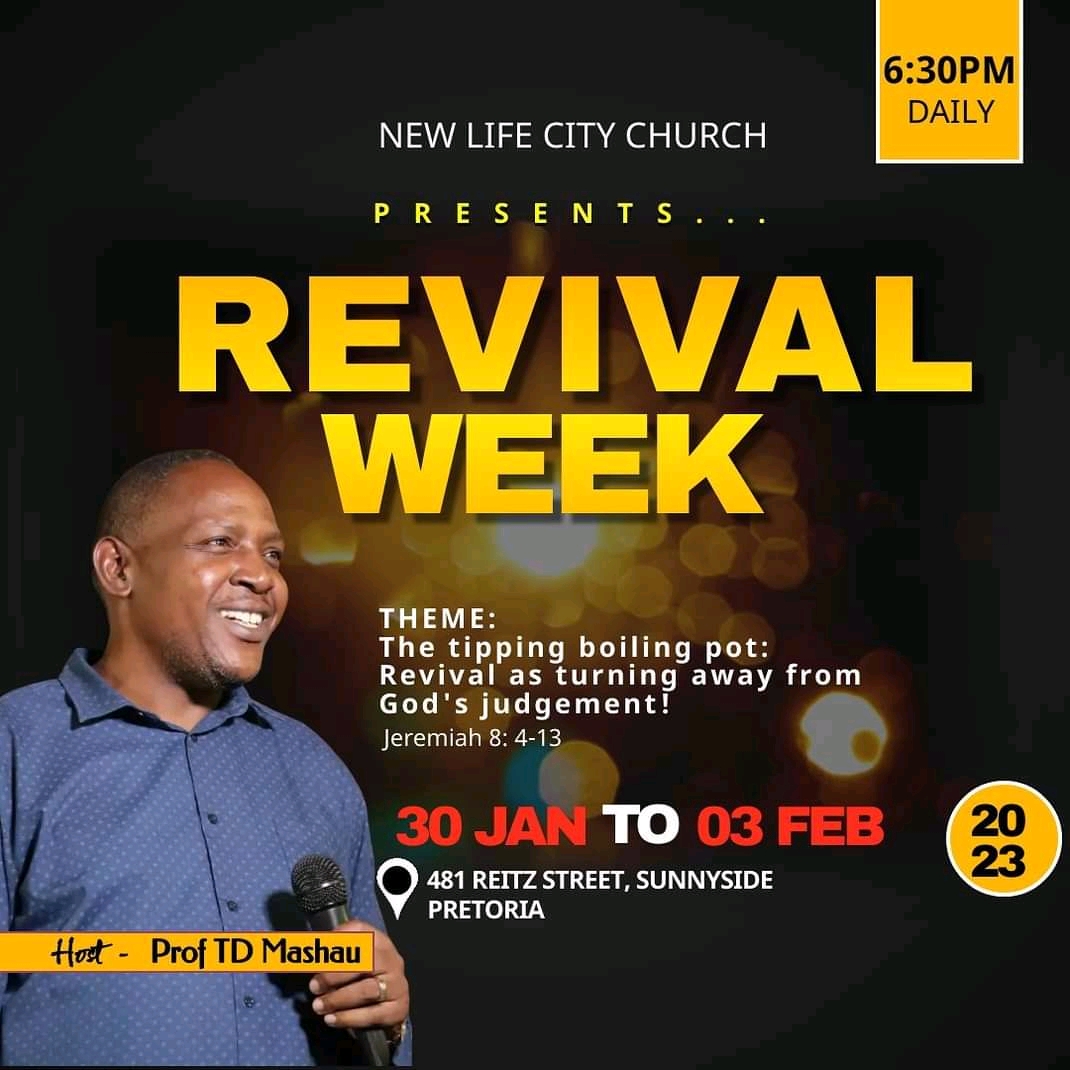 6:30PM
DAILY
NEW LIFE CITY CHURCH
PRESENTS...
REVIVAL
WEEK
THEME:
The tipping boiling pot:
Revival as turning away from
God's judgement!
Jeremiah 8: 4-13
30 JAN TO 03 FEB
20
23
481 REITZ STREET, SUNNYSIDE
PRETORIA
Host - Prof TD Mashau